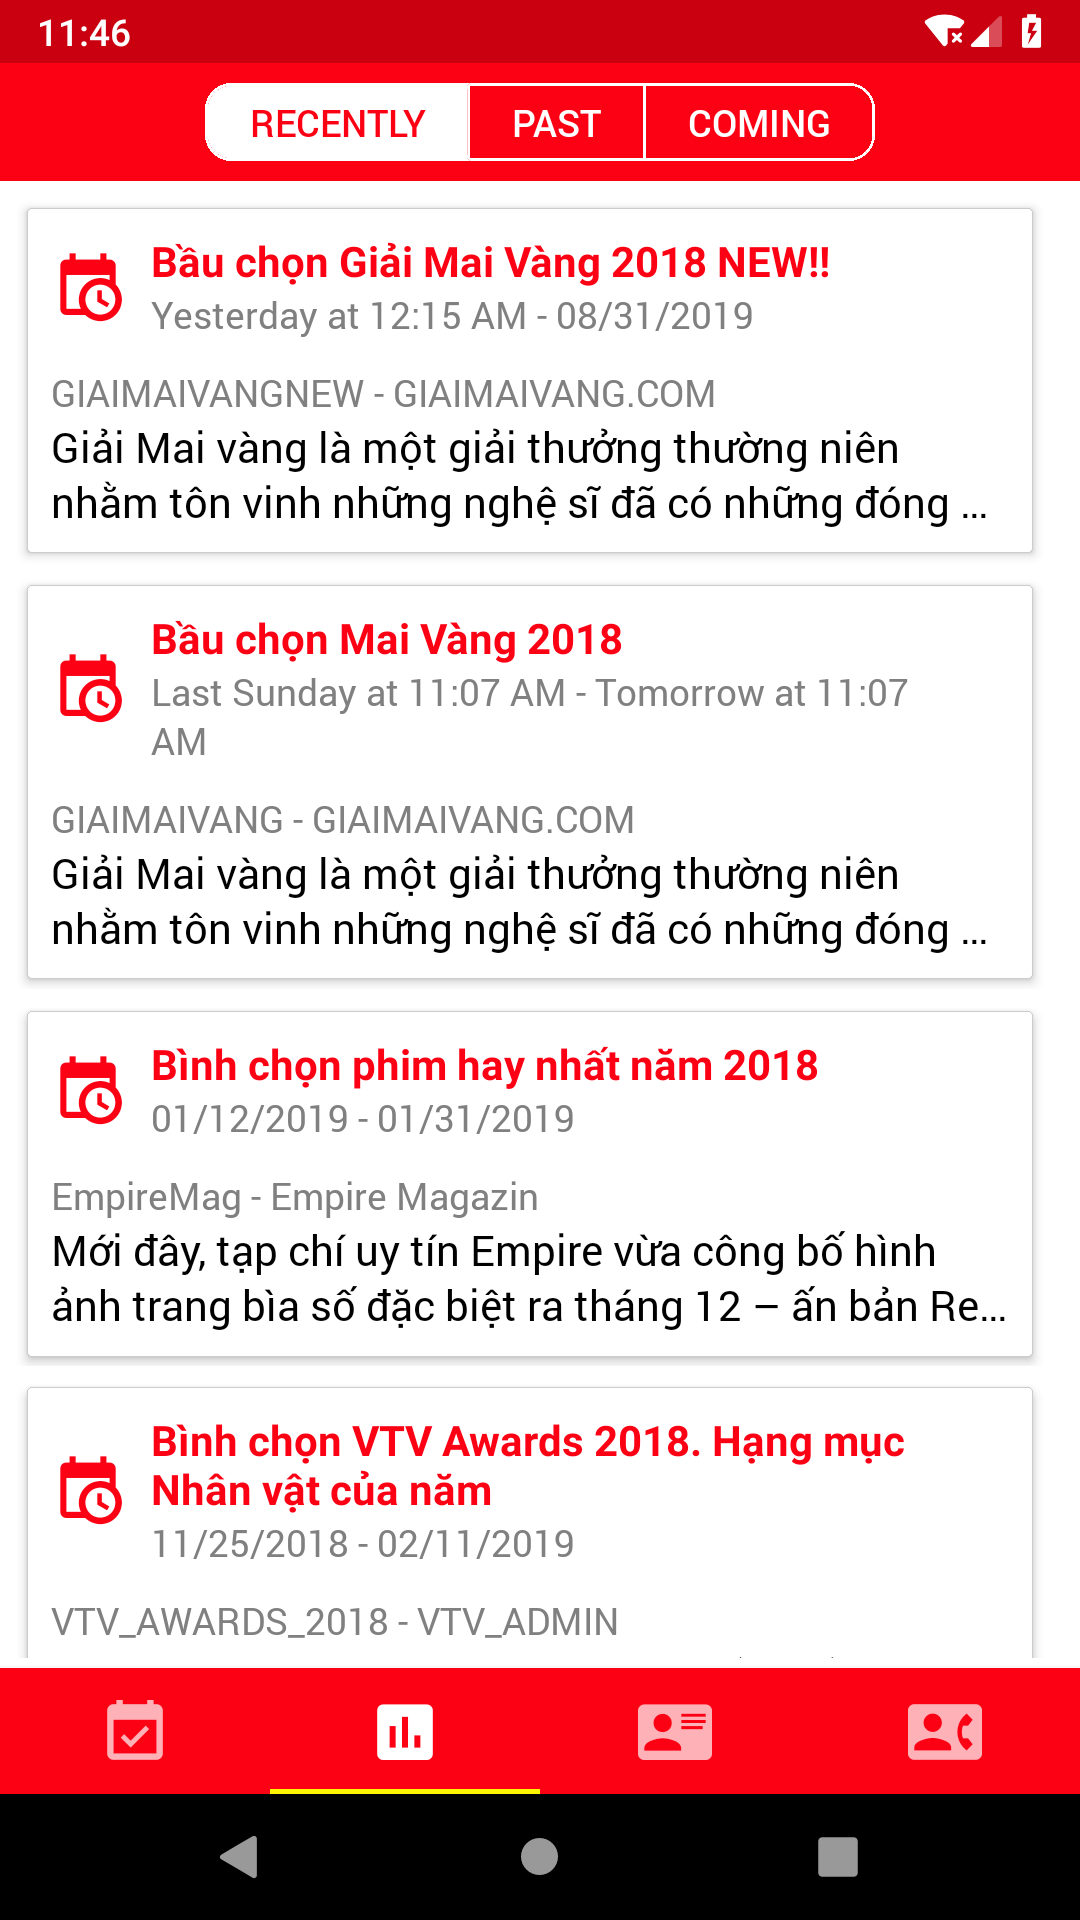 11:46
RECENTLY PAST COMING
Bầu chọn Giải Mai Vàng 2018 NEW!!
Yesterday at 12:15 AM - 08/31/2019
GIAIMAIVANGNEW - GIAIMAIVANG.COM
Giải Mai vàng là một giải thưởng thường niên
nhằm tôn vinh những nghệ sĩ đã có những đóng ...
Bầu chọn Mai Vàng 2018
Last Sunday at 11:07 AM - Tomorrow at 11:07
AM
GIAIMAIVANG - GIAIMAIVANG.COM
Giải Mai vàng là một giải thưởng thường niên
nhằm tôn vinh những nghệ sĩ đã có những đóng ...
Bình chọn phim hay nhất năm 2018
01/12/2019 - 01/31/2019
EmpireMag - Empire Magazin
Mới đây, tạp chí uy tín Empire vừa công bố hình
ảnh trang bìa số đặc biệt ra tháng 12 – ấn bản Re...
Bình chọn VTV Awards 2018. Hạng mục
Nhân vật của năm
11/25/2018 - 02/11/2019
VTV_AWARDS_2018 - VTV_ADMIN